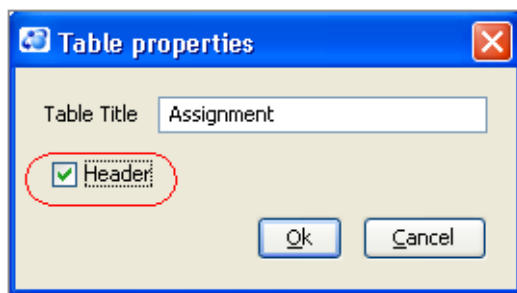 Table properties
Table Title Assignment
Header
Ok Cancel